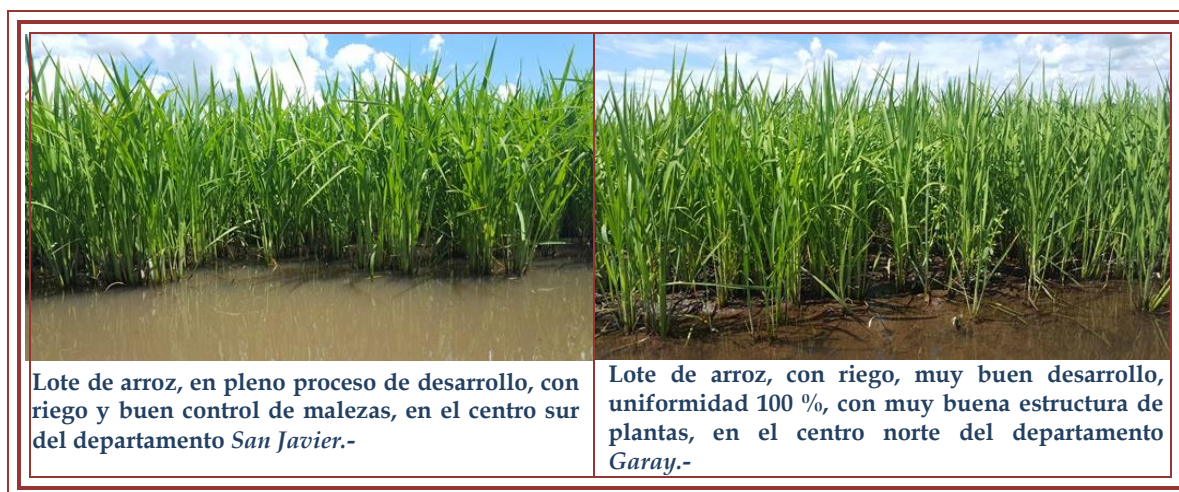 Lote de arroz, en pleno proceso de desarrollo, con
riego y buen control de malezas, en el centro sur
del departamento San Javier.-
Lote de arroz, con riego, muy buen desarrollo,
uniformidad 100 %, con muy buena estructura de
plantas, en el centro norte del departamento
Garay.-